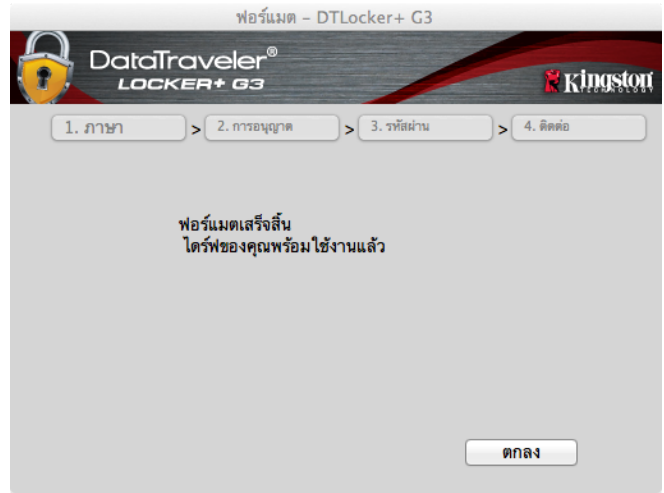 ฟอร์แมต – DTLocker+ G3
DataTraveler®
LOCKER+ G3
Kingston
TECHNOLOGY
1. ภาษา > 2. การอนุญาต > 3. รหัสผ่าน > 4. ติดต่อ
ฟอร์แมตเสร็จสิ้น
ไดร์ฟของคุณพร้อมใช้งานแล้ว
ตกลง